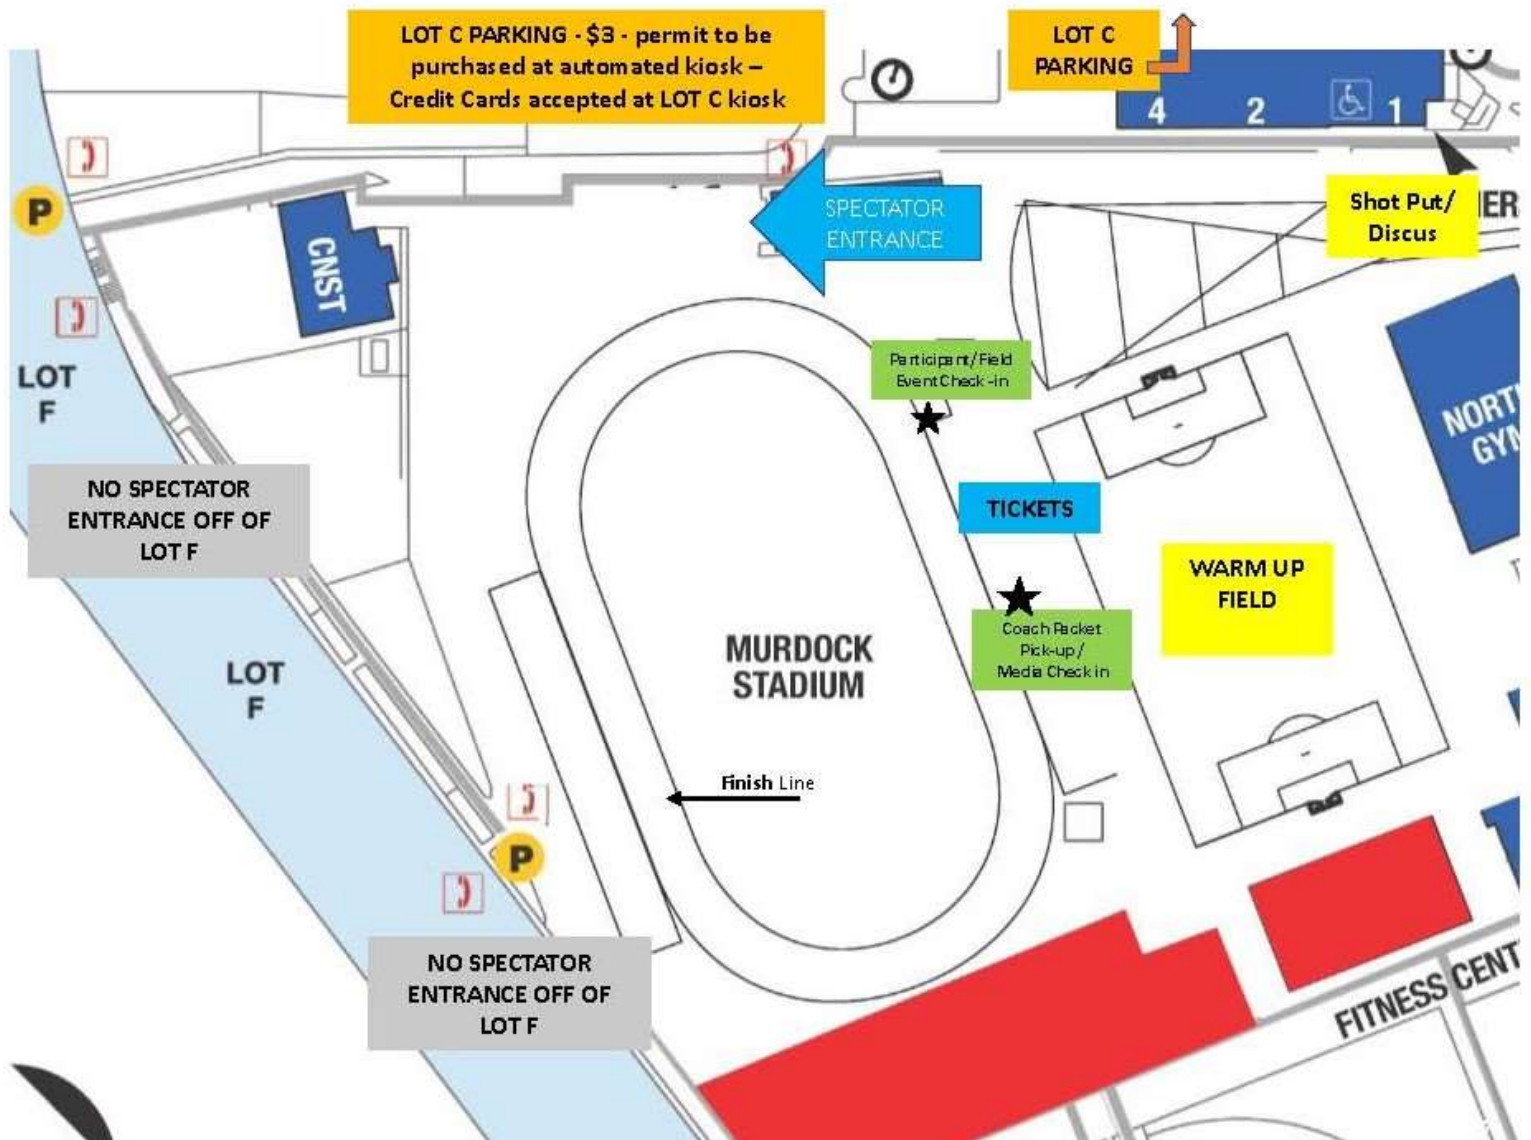 LOT C PARKING - $3 - permit to be
purchased at automated kiosk –
Credit Cards accepted at LOT C kiosk
LOT C
PARKING
4 2 1
P
SPECTATOR
ENTRANCE
Shot Put/
Discus
CNST
LOT
F
Participant/Field
Event Check-in
NO SPECTATOR
ENTRANCE OFF OF
LOT F
TICKETS
WARM UP
FIELD
Coach Packet
Pick-up/
Media Check in
MURDOCK
STADIUM
LOT
F
Finish Line
P
NO SPECTATOR
ENTRANCE OFF OF
LOT F
FITNESS CENT